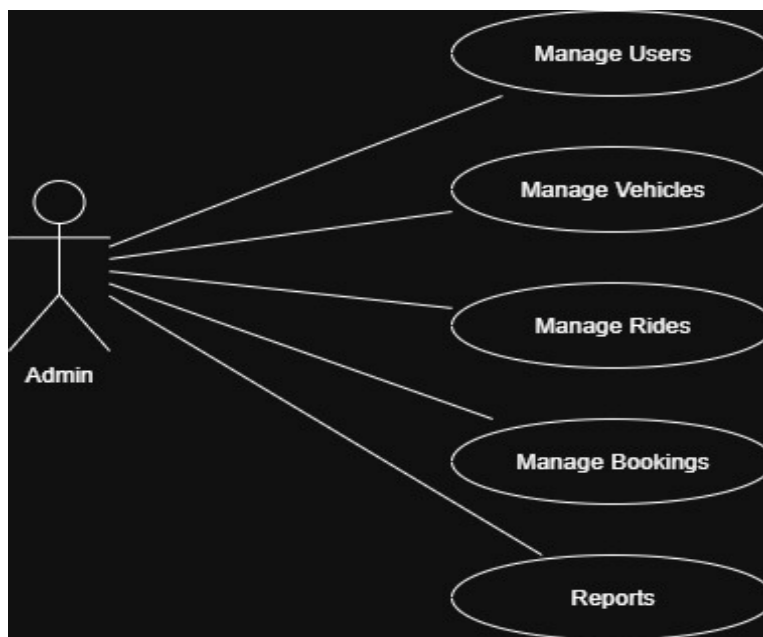 Manage Users
Manage Vehicles
Manage Rides
Admin
Manage Bookings
Reports